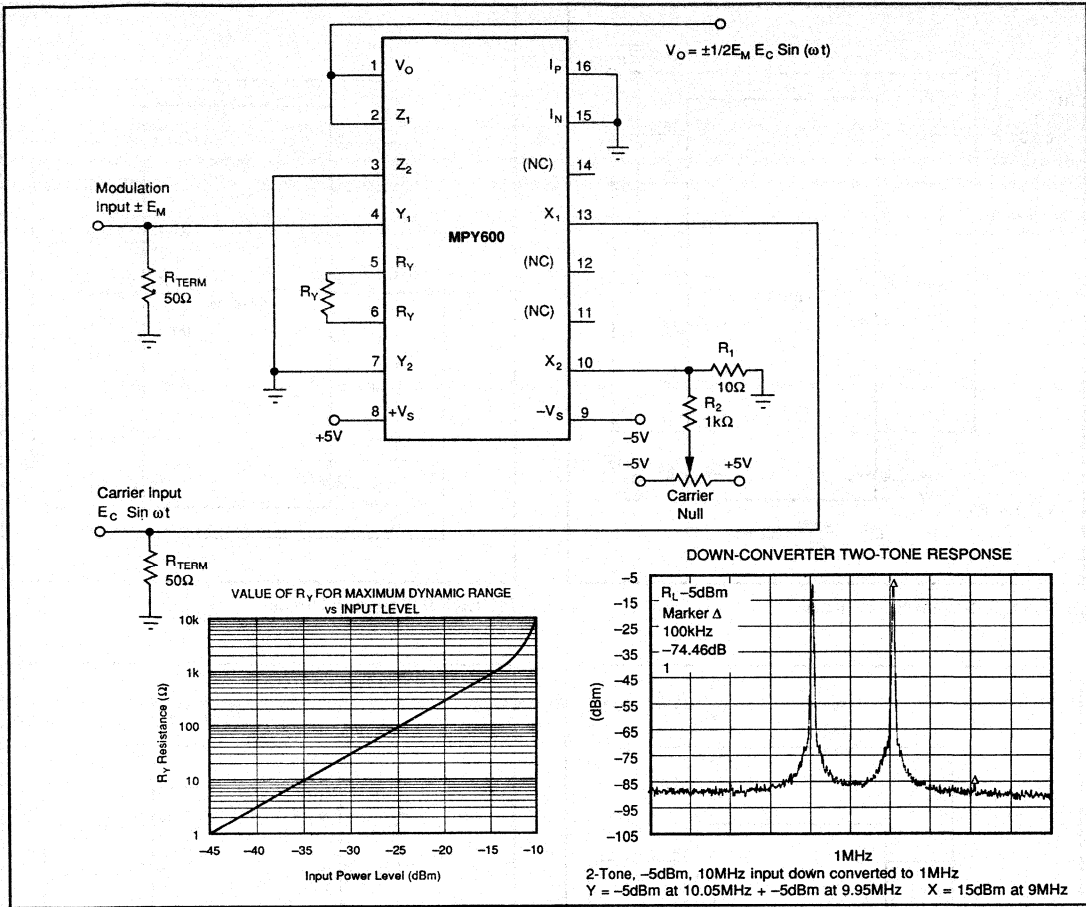 V_O = ±1/2E_M E_C Sin (ωt)
1 V_O I_P 16
2 Z_1 I_N 15
3 Z_2 (NC) 14
Modulation
Input ± E_M
4 Y_1 X_1 13
MPY600
5 R_Y (NC) 12
R_TERM
50Ω
R_Y
6 R_Y (NC) 11
7 Y_2 X_2 10
R_1
10Ω
R_2
1kΩ
8 +V_S −V_S 9
+5V
−5V
−5V +5V
Carrier
Null
Carrier Input
E_C Sin ωt
R_TERM
50Ω
VALUE OF R_Y FOR MAXIMUM DYNAMIC RANGE
vs INPUT LEVEL
10k
1k
100
10
1
R_Y Resistance (Ω)
−45 −40 −35 −30 −25 −20 −15 −10
Input Power Level (dBm)
DOWN-CONVERTER TWO-TONE RESPONSE
−5
−15
−25
−35
−45
−55
−65
−75
−85
−95
−105
(dBm)
R_L −5dBm
Marker Δ
100kHz
−74.46dB
1
1MHz
2-Tone, −5dBm, 10MHz input down converted to 1MHz
Y = −5dBm at 10.05MHz + −5dBm at 9.95MHz X = 15dBm at 9MHz